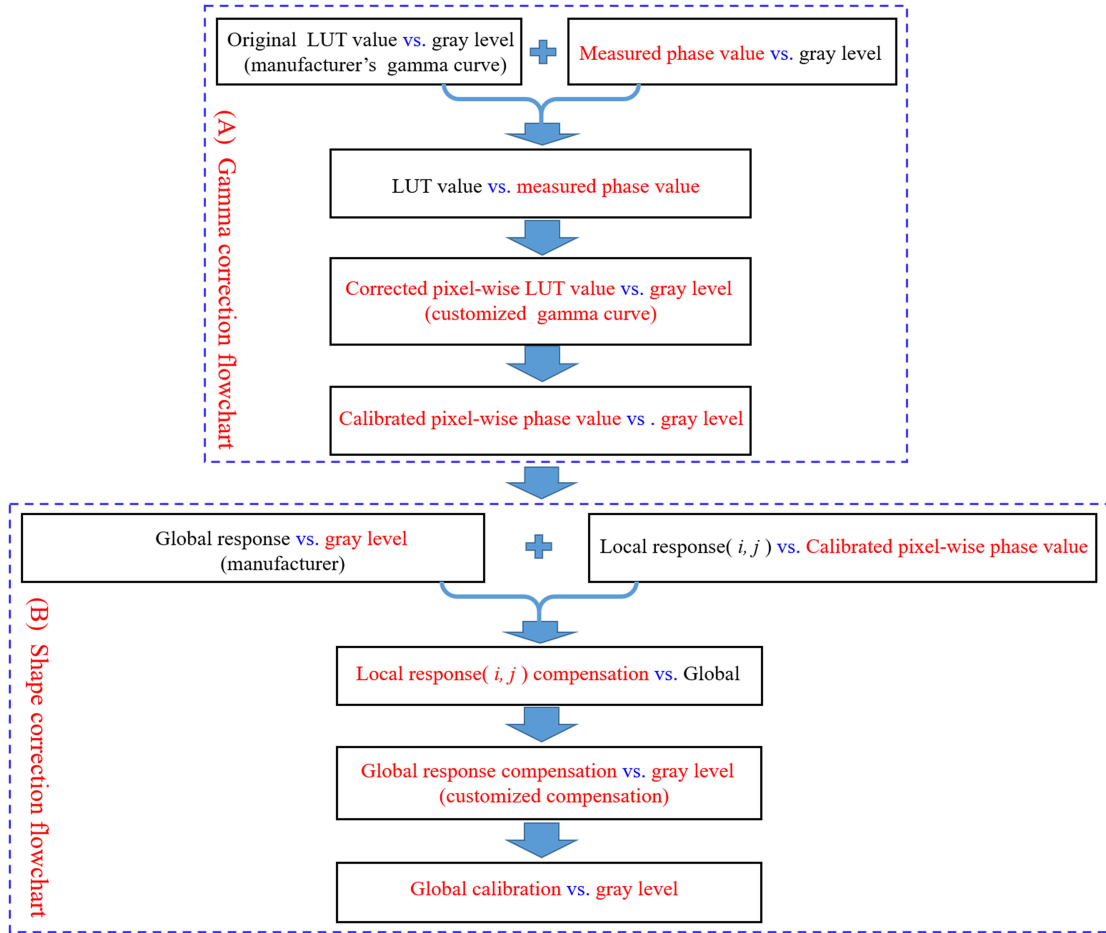 Original LUT value vs. gray level
(manufacturer’s gamma curve)
Measured phase value vs. gray level
(A) Gamma correction flowchart
LUT value vs. measured phase value
Corrected pixel-wise LUT value vs. gray level
(customized gamma curve)
Calibrated pixel-wise phase value vs . gray level
Global response vs. gray level
(manufacturer)
Local response( i, j ) vs. Calibrated pixel-wise phase value
(B) Shape correction flowchart
Local response( i, j ) compensation vs. Global
Global response compensation vs. gray level
(customized compensation)
Global calibration vs. gray level